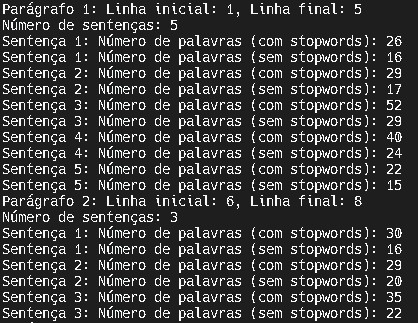 Parágrafo 1: Linha inicial: 1, Linha final: 5
Número de sentenças: 5
Sentença 1: Número de palavras (com stopwords): 26
Sentença 1: Número de palavras (sem stopwords): 16
Sentença 2: Número de palavras (com stopwords): 29
Sentença 2: Número de palavras (sem stopwords): 17
Sentença 3: Número de palavras (com stopwords): 52
Sentença 3: Número de palavras (sem stopwords): 29
Sentença 4: Número de palavras (com stopwords): 40
Sentença 4: Número de palavras (sem stopwords): 24
Sentença 5: Número de palavras (com stopwords): 22
Sentença 5: Número de palavras (sem stopwords): 15
Parágrafo 2: Linha inicial: 6, Linha final: 8
Número de sentenças: 3
Sentença 1: Número de palavras (com stopwords): 30
Sentença 1: Número de palavras (sem stopwords): 16
Sentença 2: Número de palavras (com stopwords): 29
Sentença 2: Número de palavras (sem stopwords): 20
Sentença 3: Número de palavras (com stopwords): 35
Sentença 3: Número de palavras (sem stopwords): 22